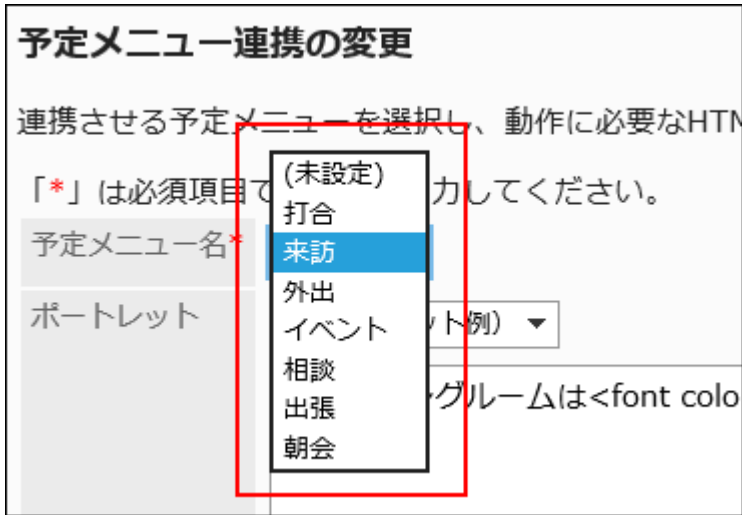 予定メニュー連携の変更
連携させる予定メニューを選択し、動作に必要なHTM
「*」は必須項目で 力してください。
予定メニュー名*
(未設定)
打合
来訪
外出
イベント
相談
出張
朝会
ポートレット
ット例)
グルームは<font colo